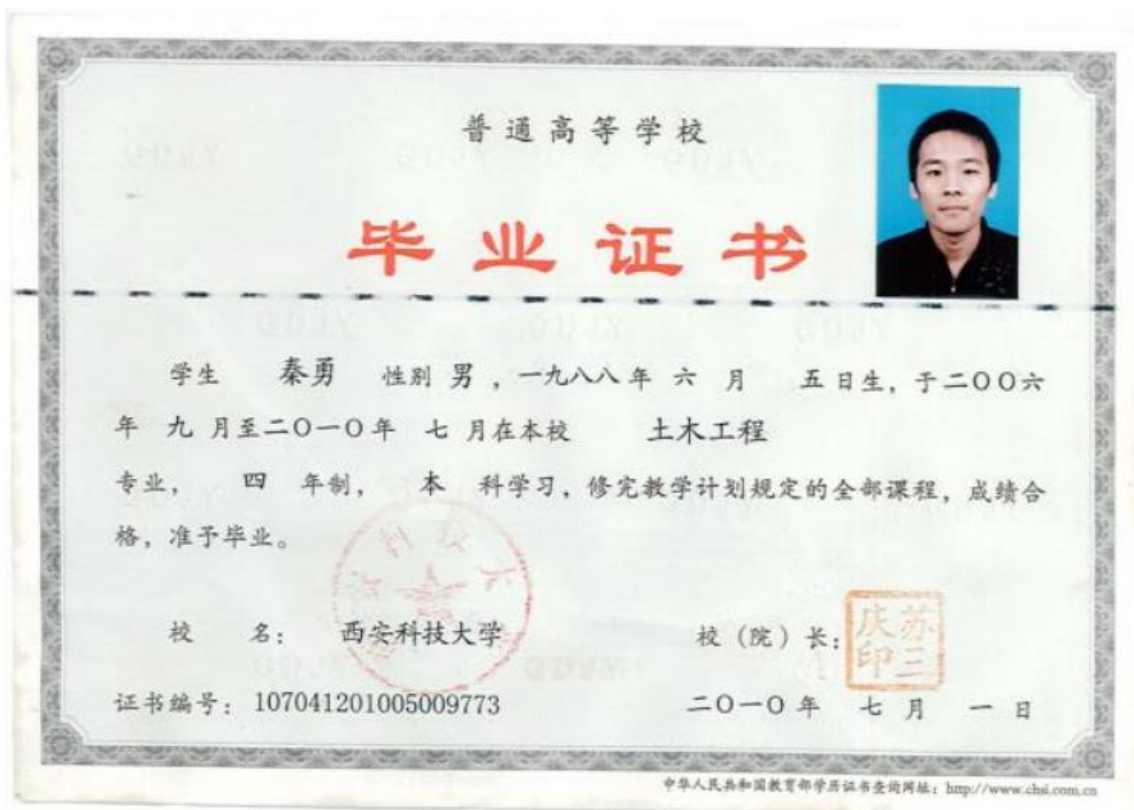 普通高等学校
毕业证书
学生 秦勇 性别 男 ，一九八八年 六 月 五日生，于二〇〇六
年 九 月至二〇一〇年 七 月在本校 土木工程
专业， 四 年制， 本 科学习，修完教学计划规定的全部课程，成绩合
格，准予毕业。
校 名： 西安科技大学
校（院）长：
苏三庆印
证书编号：107041201005009773
二〇一〇年 七 月 一 日
中华人民共和国教育部学历证书查询网址：http://www.chsi.com.cn